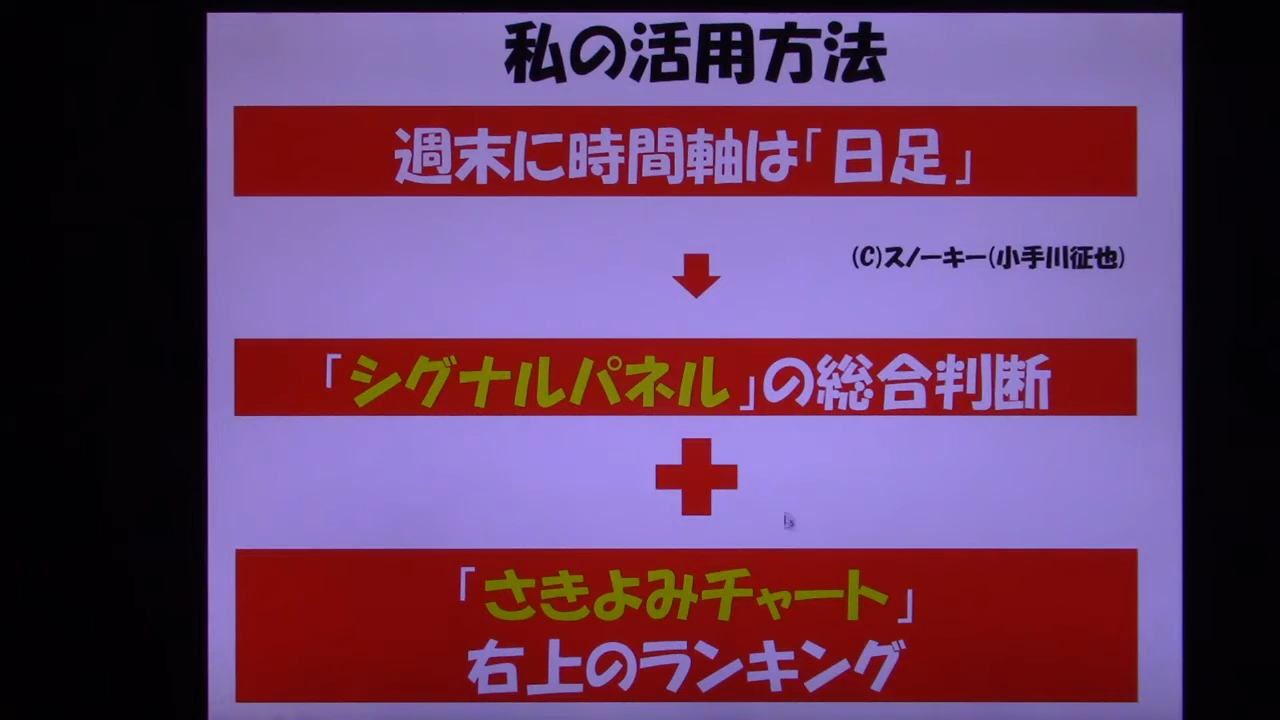 私の活用方法
週末に時間軸は「日足」
(C)スノーキー(小手川征也)
「シグナルパネル」の総合判断
「さきよみチャート」
右上のランキング